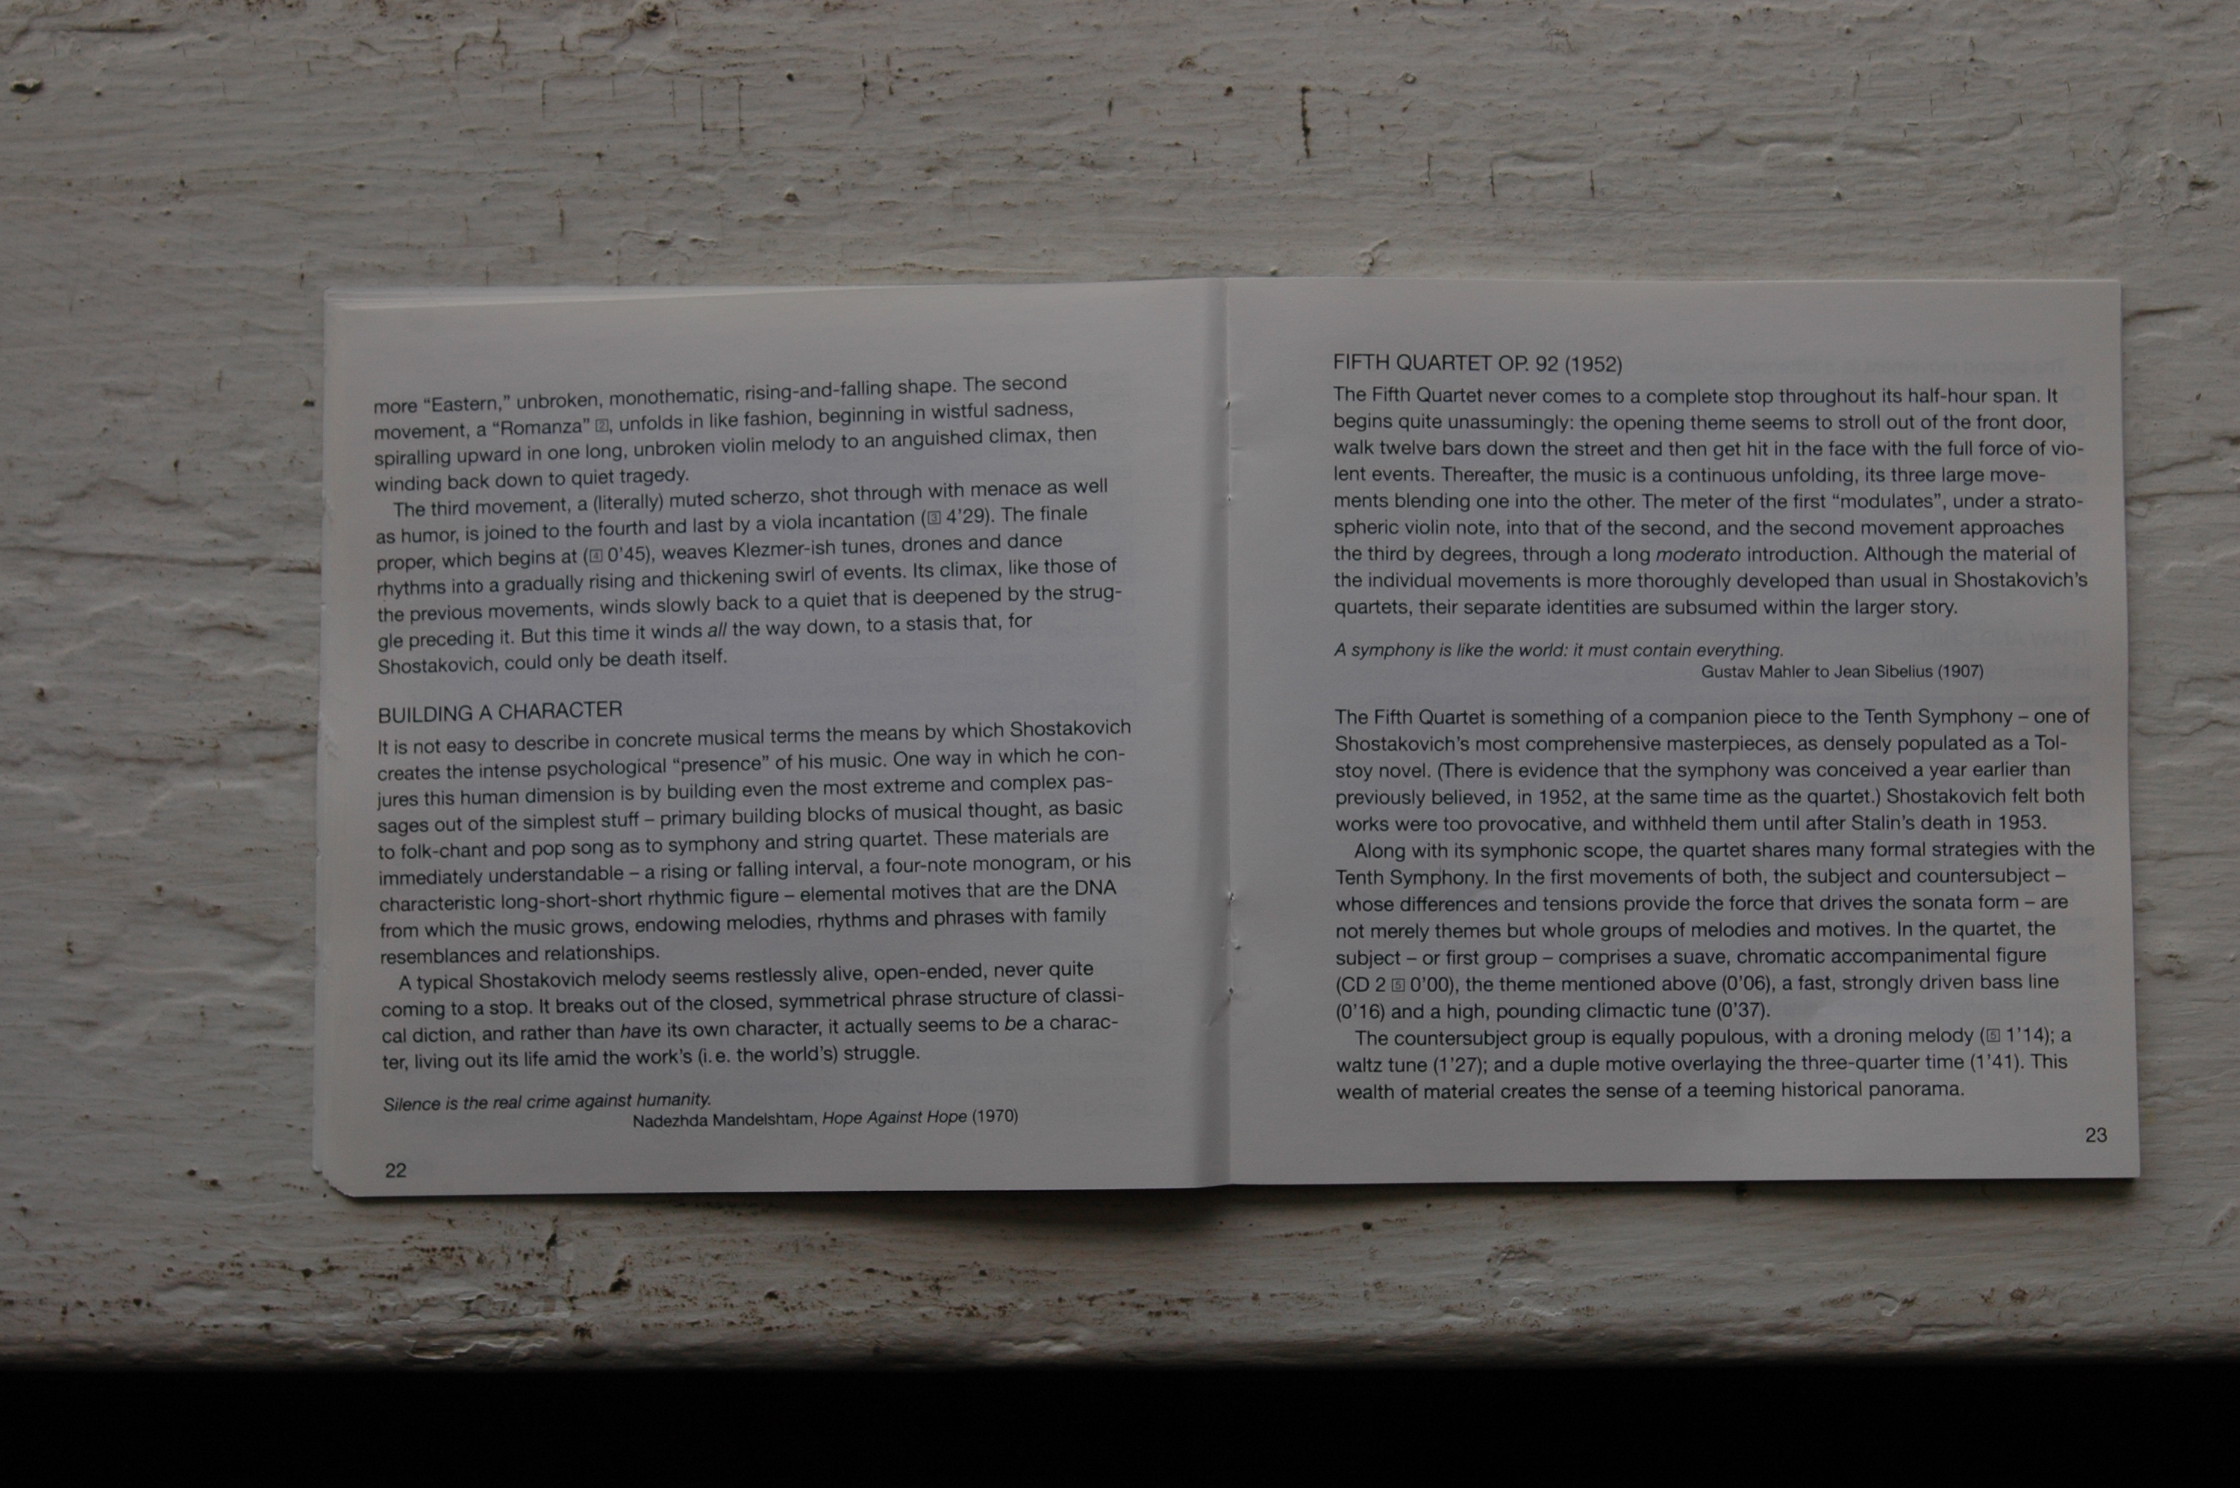 more “Eastern,” unbroken, monothematic, rising-and-falling shape. The second
movement, a “Romanza” 2, unfolds in like fashion, beginning in wistful sadness,
spiralling upward in one long, unbroken violin melody to an anguished climax, then
winding back down to quiet tragedy.
The third movement, a (literally) muted scherzo, shot through with menace as well
as humor, is joined to the fourth and last by a viola incantation (3 4’29). The finale
proper, which begins at (4 0’45), weaves Klezmer-ish tunes, drones and dance
rhythms into a gradually rising and thickening swirl of events. Its climax, like those of
the previous movements, winds slowly back to a quiet that is deepened by the strug-
gle preceding it. But this time it winds all the way down, to a stasis that, for
Shostakovich, could only be death itself.
BUILDING A CHARACTER
It is not easy to describe in concrete musical terms the means by which Shostakovich
creates the intense psychological “presence” of his music. One way in which he con-
jures this human dimension is by building even the most extreme and complex pas-
sages out of the simplest stuff – primary building blocks of musical thought, as basic
to folk-chant and pop song as to symphony and string quartet. These materials are
immediately understandable – a rising or falling interval, a four-note monogram, or his
characteristic long-short-short rhythmic figure – elemental motives that are the DNA
from which the music grows, endowing melodies, rhythms and phrases with family
resemblances and relationships.
A typical Shostakovich melody seems restlessly alive, open-ended, never quite
coming to a stop. It breaks out of the closed, symmetrical phrase structure of classi-
cal diction, and rather than have its own character, it actually seems to be a charac-
ter, living out its life amid the work’s (i. e. the world’s) struggle.
Silence is the real crime against humanity.
Nadezhda Mandelshtam, Hope Against Hope (1970)
22
FIFTH QUARTET OP. 92 (1952)
The Fifth Quartet never comes to a complete stop throughout its half-hour span. It
begins quite unassumingly: the opening theme seems to stroll out of the front door,
walk twelve bars down the street and then get hit in the face with the full force of vio-
lent events. Thereafter, the music is a continuous unfolding, its three large move-
ments blending one into the other. The meter of the first “modulates”, under a strato-
spheric violin note, into that of the second, and the second movement approaches
the third by degrees, through a long moderato introduction. Although the material of
the individual movements is more thoroughly developed than usual in Shostakovich’s
quartets, their separate identities are subsumed within the larger story.
A symphony is like the world: it must contain everything.
Gustav Mahler to Jean Sibelius (1907)
The Fifth Quartet is something of a companion piece to the Tenth Symphony – one of
Shostakovich’s most comprehensive masterpieces, as densely populated as a Tol-
stoy novel. (There is evidence that the symphony was conceived a year earlier than
previously believed, in 1952, at the same time as the quartet.) Shostakovich felt both
works were too provocative, and withheld them until after Stalin’s death in 1953.
Along with its symphonic scope, the quartet shares many formal strategies with the
Tenth Symphony. In the first movements of both, the subject and countersubject –
whose differences and tensions provide the force that drives the sonata form – are
not merely themes but whole groups of melodies and motives. In the quartet, the
subject – or first group – comprises a suave, chromatic accompanimental figure
(CD 2 5 0’00), the theme mentioned above (0’06), a fast, strongly driven bass line
(0’16) and a high, pounding climactic tune (0’37).
The countersubject group is equally populous, with a droning melody (5 1’14); a
waltz tune (1’27); and a duple motive overlaying the three-quarter time (1’41). This
wealth of material creates the sense of a teeming historical panorama.
23